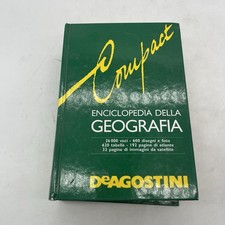 Compact
ENCICLOPEDIA DELLA
GEOGRAFIA
26 000 voci - 600 disegni e foto
620 tabelle - 192 pagine di atlante
32 pagine di immagini da satellite
DEAGOSTINI